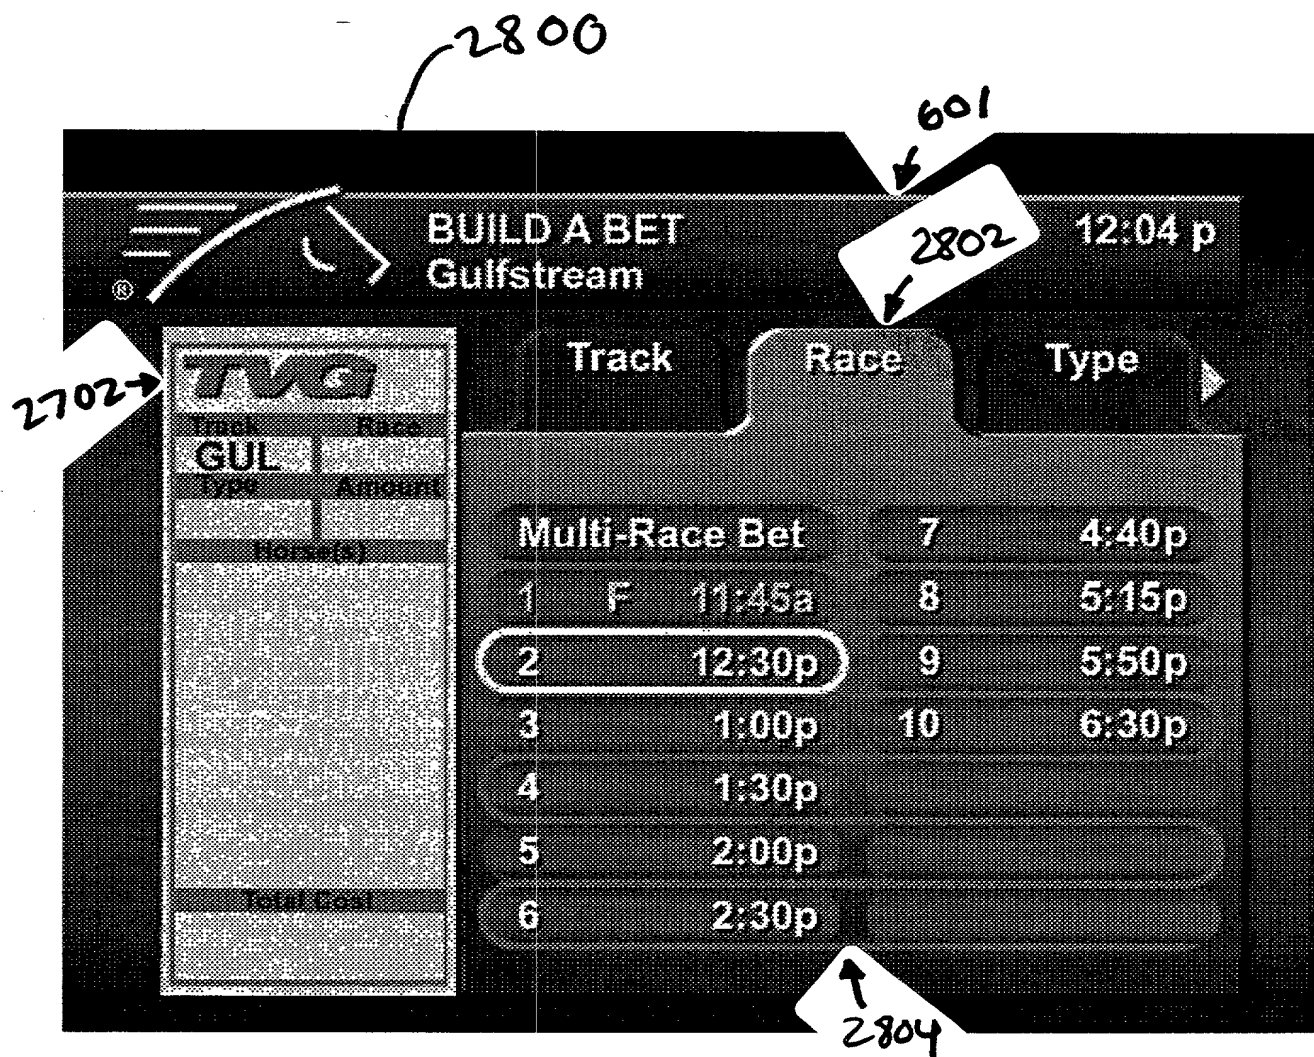 2800
601
BUILD A BET
12:04 p
2802
Gulfstream
®
Track
Race
Type
2702
TVG
Track
Race
GUL
Type
Amount
Multi-Race Bet
7
4:40p
Horse(s)
1
F
11:45a
8
5:15p
2
12:30p
9
5:50p
3
1:00p
10
6:30p
4
1:30p
5
2:00p
Total Cost
6
2:30p
2804